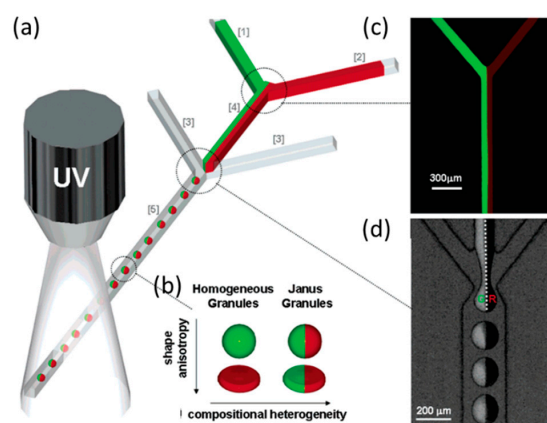 (a)
[1]
[2]
[4]
[3]
[3]
UV
[5]
(b)
Homogeneous Janus
Granules Granules
shape
anisotropy
compositional heterogeneity
(c)
300μm
(d)
R
200 μm